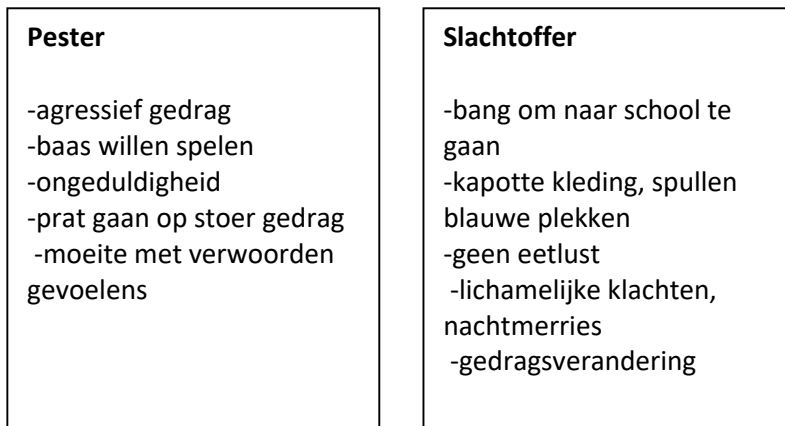 Pester
-agressief gedrag
-baas willen spelen
-ongeduldigheid
-prat gaan op stoer gedrag
-moeite met verwoorden
gevoelens
Slachtoffer
-bang om naar school te
gaan
-kapotte kleding, spullen
blauwe plekken
-geen eetlust
-lichamelijke klachten,
nachtmerries
-gedragsverandering